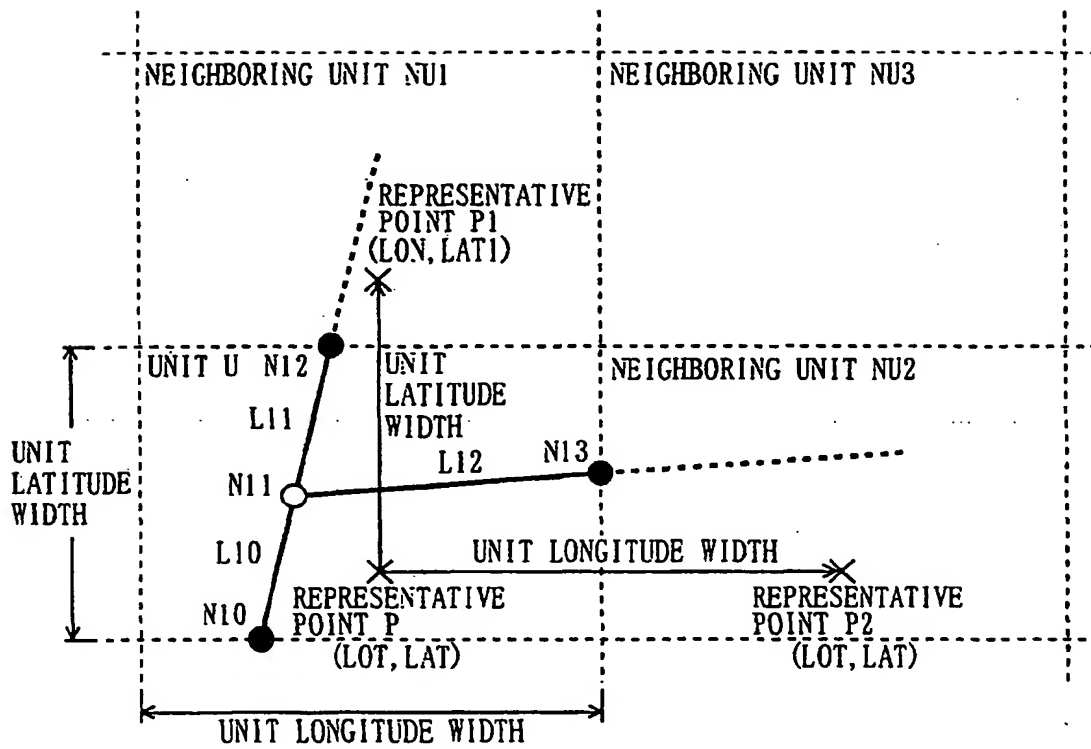 NEIGHBORING UNIT NU1
NEIGHBORING UNIT NU3
REPRESENTATIVE
POINT P1
(LON, LAT1)
UNIT U
N12
UNIT
LATITUDE
WIDTH
NEIGHBORING UNIT NU2
L11
UNIT
LATITUDE
WIDTH
N11
L12
N13
L10
UNIT LONGITUDE WIDTH
N10
REPRESENTATIVE
POINT P
(LOT, LAT)
REPRESENTATIVE
POINT P2
(LOT, LAT)
UNIT LONGITUDE WIDTH